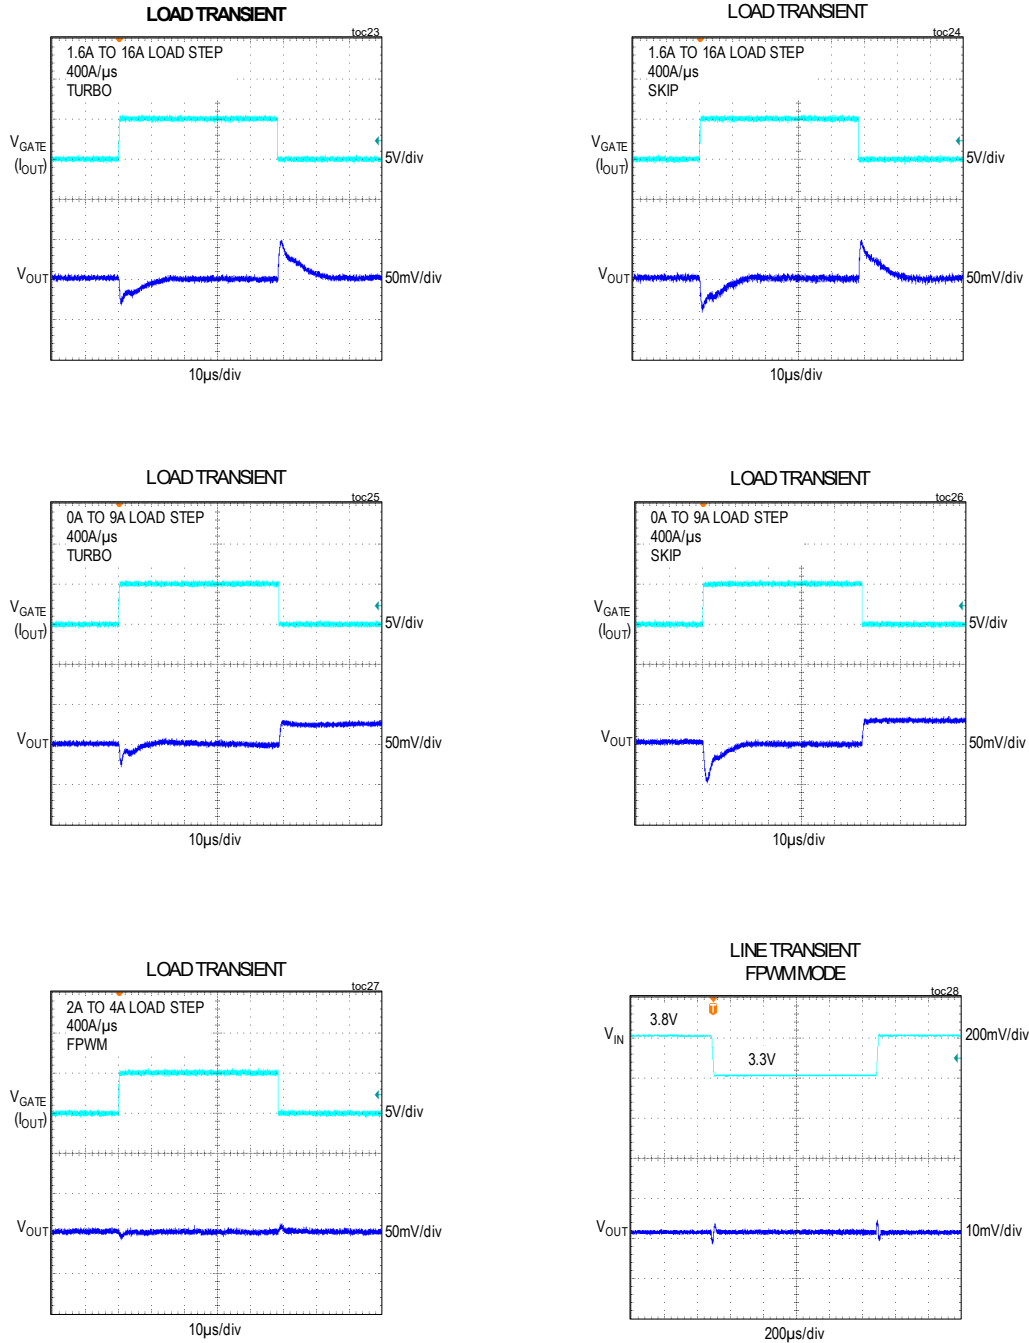 LOAD TRANSIENT
toc23
1.6A TO 16A LOAD STEP
400A/µs
TURBO
VGATE
(IOUT)
5V/div
VOUT
50mV/div
10µs/div
LOAD TRANSIENT
toc24
1.6A TO 16A LOAD STEP
400A/µs
SKIP
VGATE
(IOUT)
5V/div
VOUT
50mV/div
10µs/div
LOAD TRANSIENT
toc25
0A TO 9A LOAD STEP
400A/µs
TURBO
VGATE
(IOUT)
5V/div
VOUT
50mV/div
10µs/div
LOAD TRANSIENT
toc26
0A TO 9A LOAD STEP
400A/µs
SKIP
VGATE
(IOUT)
5V/div
VOUT
50mV/div
10µs/div
LOAD TRANSIENT
toc27
2A TO 4A LOAD STEP
400A/µs
FPWM
VGATE
(IOUT)
5V/div
VOUT
50mV/div
10µs/div
LINE TRANSIENT
FPWM MODE
toc28
T
3.8V
VIN
200mV/div
3.3V
VOUT
10mV/div
200µs/div